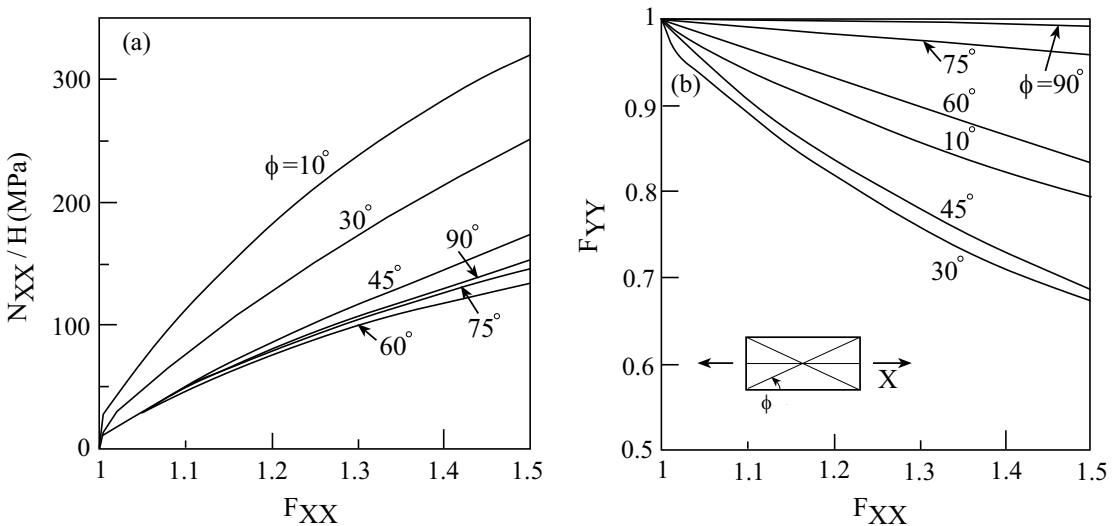 (a)
300
200
100
0
N_XX / H (MPa)
ϕ=10°
30°
45°
90°
75°
60°
1 1.1 1.2 1.3 1.4 1.5
F_XX
(b)
1
0.9
0.8
0.7
0.6
0.5
F_YY
75°
ϕ=90°
60°
10°
45°
30°
X
ϕ
1 1.1 1.2 1.3 1.4 1.5
F_XX